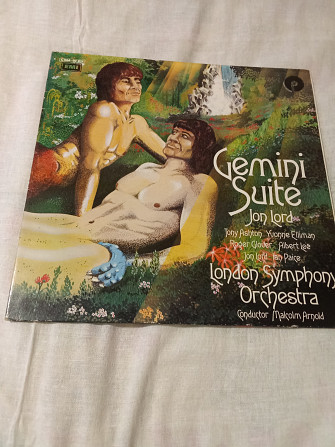 Gemini
Suite
Jon Lord
Tony Ashton Yvonne Elliman
Roger Glover Albert Lee
Jon Lord Ian Paice
London Symphony
Orchestra
Conductor Malcolm Arnold